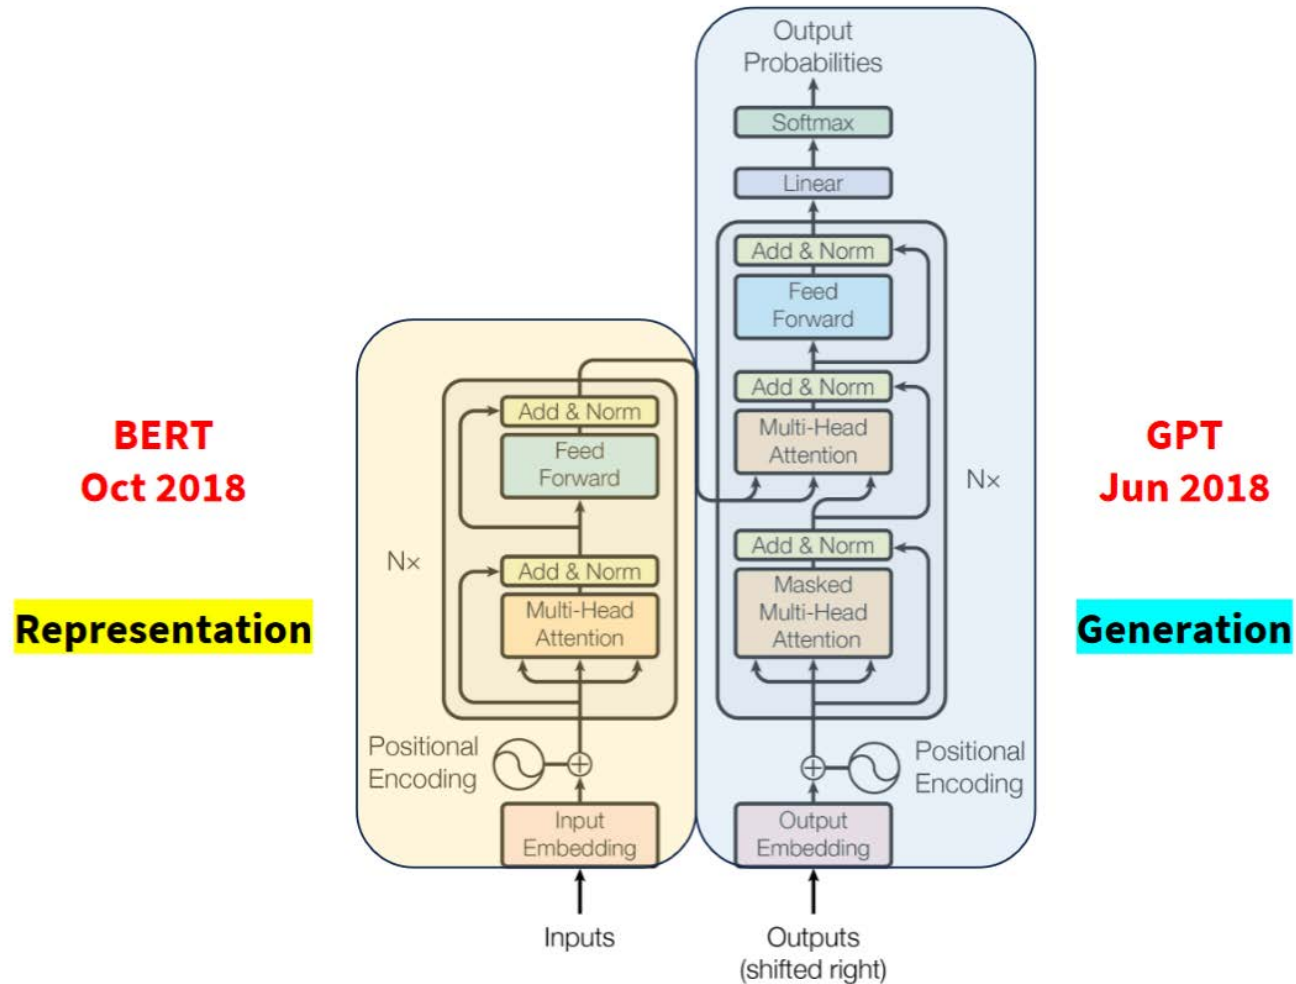 BERT
Oct 2018
Representation
Add & Norm
Feed
Forward
Nx
Add & Norm
Multi-Head
Attention
Positional
Encoding
Input
Embedding
Inputs
Output
Probabilities
Softmax
Linear
Add & Norm
Feed
Forward
Add & Norm
Multi-Head
Attention
Nx
Add & Norm
Masked
Multi-Head
Attention
Positional
Encoding
Output
Embedding
Outputs
(shifted right)
GPT
Jun 2018
Generation